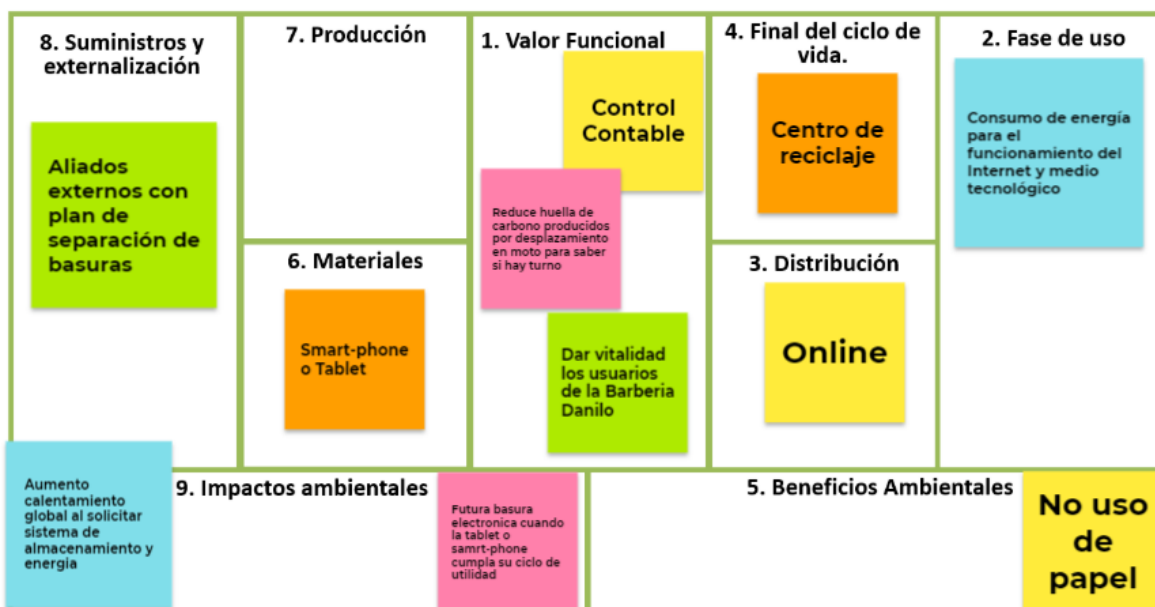 8. Suministros y
externalización
Aliados
externos con
plan de
separación de
basuras
7. Producción
6. Materiales
Smart-phone
o Tablet
1. Valor Funcional
Control
Contable
Reduce huella de
carbono producidos
por desplazamiento
en moto para saber
si hay turno
Dar vitalidad
los usuarios
de la Barberia
Danilo
4. Final del ciclo de
vida.
Centro de
reciclaje
3. Distribución
Online
2. Fase de uso
Consumo de energía
para el
funcionamiento del
Internet y medio
tecnológico
Aumento
calentamiento
global al solicitar
sistema de
almacenamiento y
energia
9. Impactos ambientales
Futura basura
electronica cuando
la tablet o
samrt-phone
cumpla su ciclo de
utilidad
5. Beneficios Ambientales
No uso
de
papel